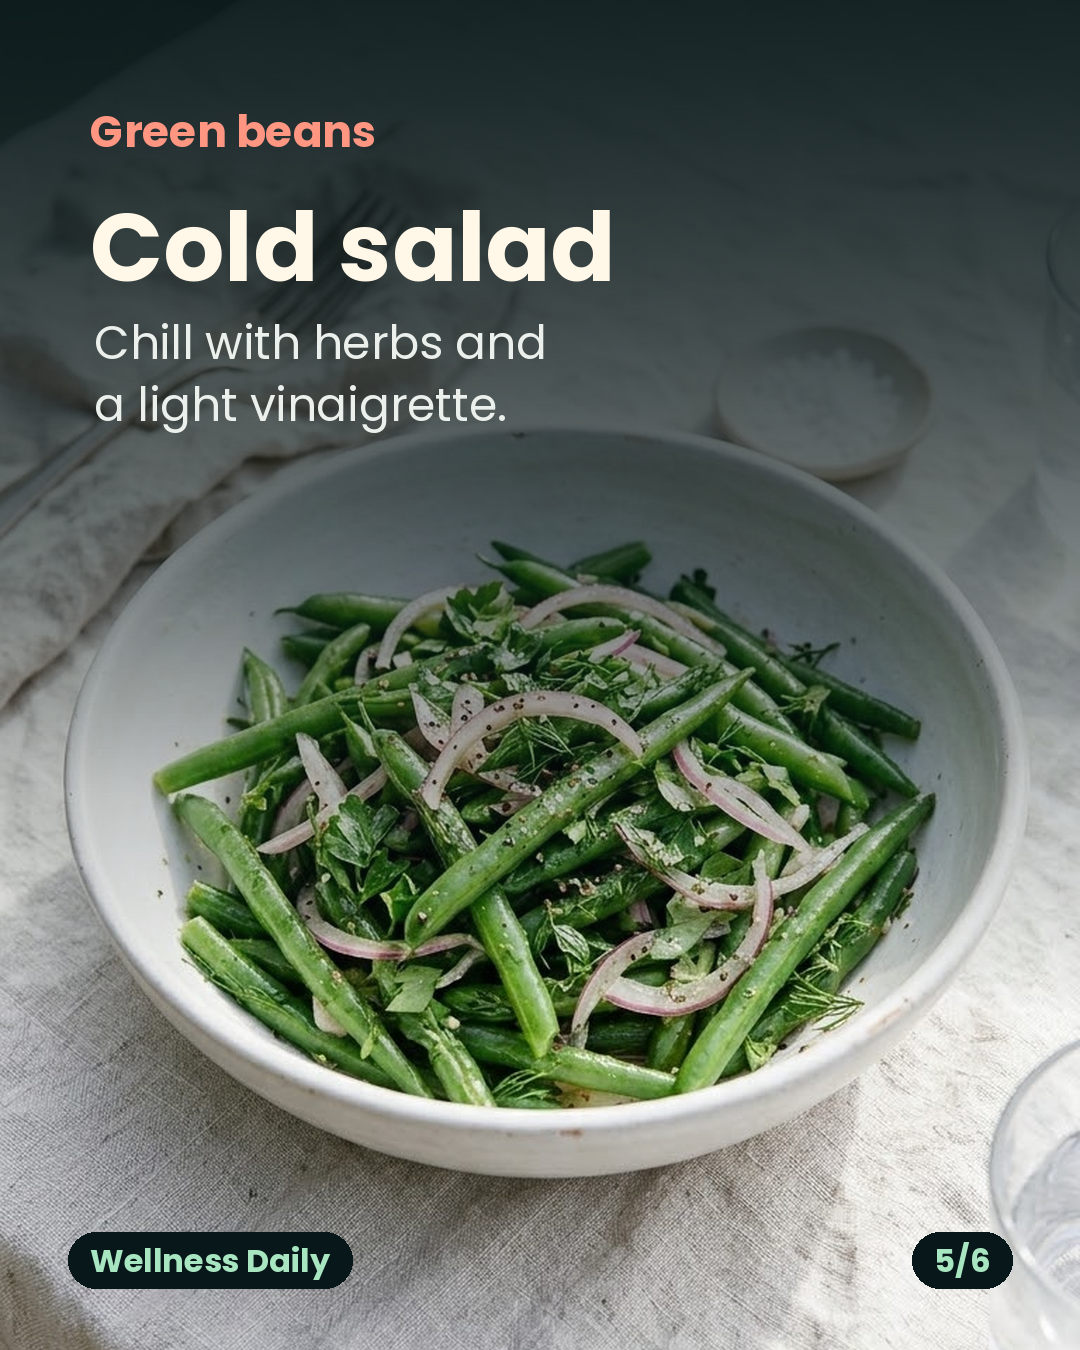 Green beans
Cold salad
Chill with herbs and
a light vinaigrette.
Wellness Daily
5/6